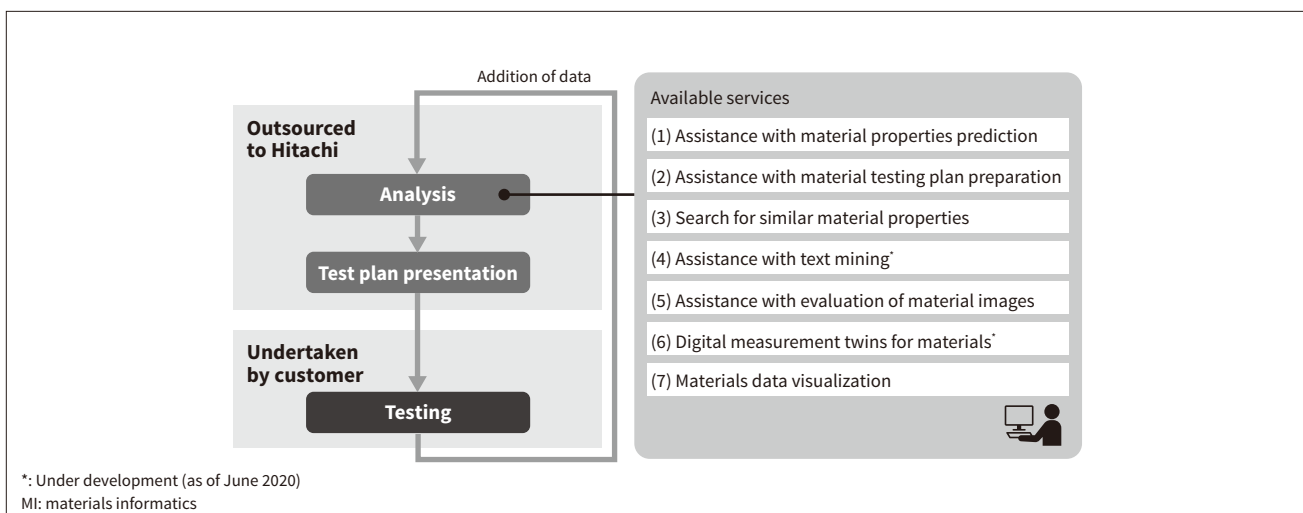 Addition of data
Outsourced
to Hitachi
Analysis
Test plan presentation
Undertaken
by customer
Testing
Available services
(1) Assistance with material properties prediction
(2) Assistance with material testing plan preparation
(3) Search for similar material properties
(4) Assistance with text mining*
(5) Assistance with evaluation of material images
(6) Digital measurement twins for materials*
(7) Materials data visualization
*: Under development (as of June 2020)
MI: materials informatics